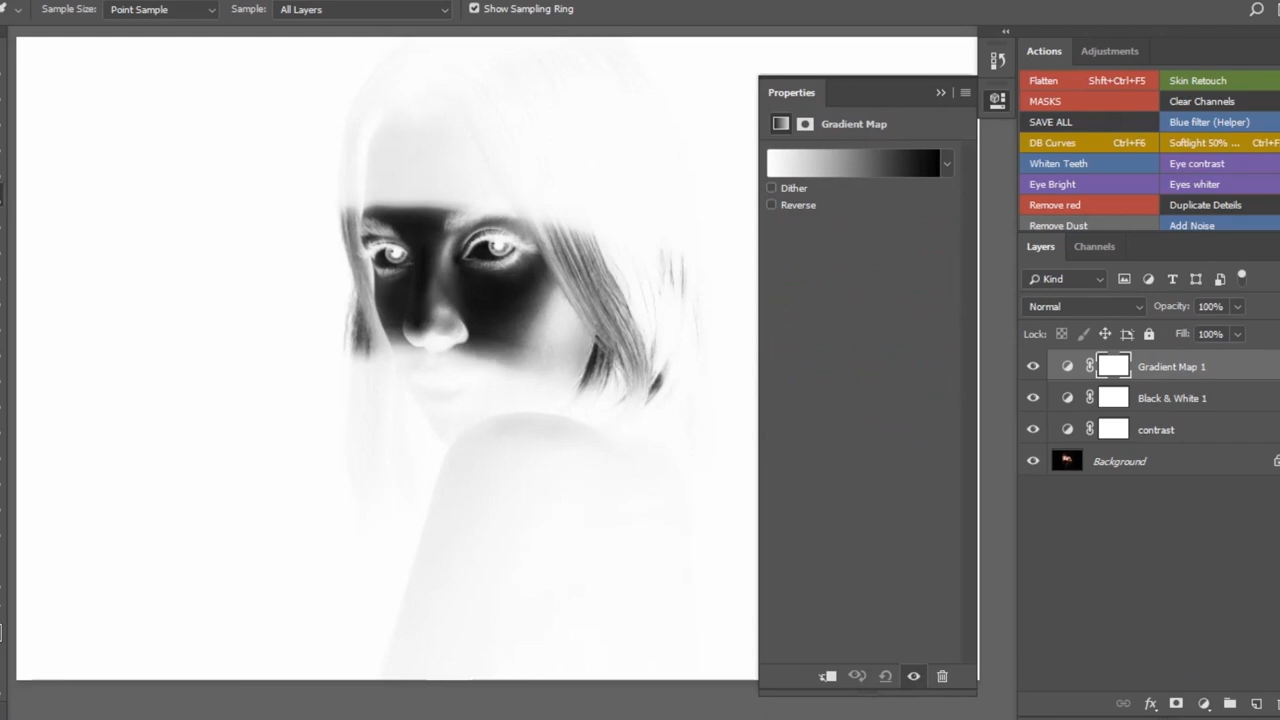 Sample Size: Point Sample Sample: All Layers Show Sampling Ring
Properties
Gradient Map
Dither
Reverse
Actions Adjustments
Flatten Shft+Ctrl+F5 Skin Retouch
MASKS Clear Channels
SAVE ALL Blue filter (Helper)
DB Curves Ctrl+F6 Softlight 50% ... Ctrl+F
Whiten Teeth Eye contrast
Eye Bright Eyes whiter
Remove red Duplicate Deteils
Remove Dust Add Noise
Layers Channels
Kind
Normal Opacity: 100%
Lock: Fill: 100%
Gradient Map 1
Black & White 1
contrast
Background